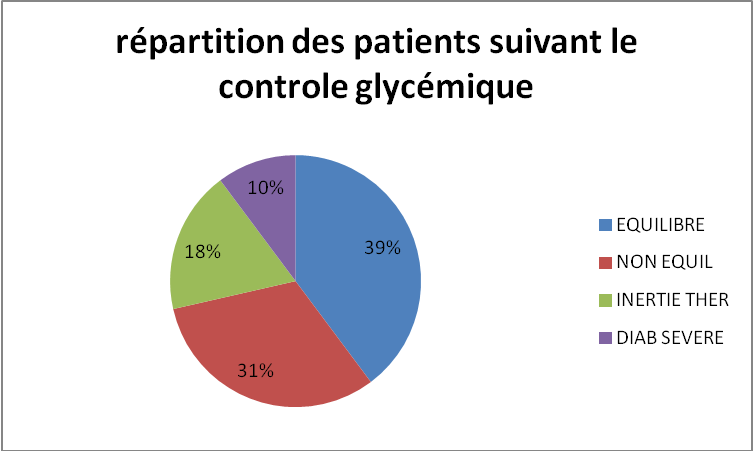 répartition des patients suivant le
controle glycémique
10%
39%
18%
31%
EQUILIBRE
NON EQUIL
INERTIE THER
DIAB SEVERE